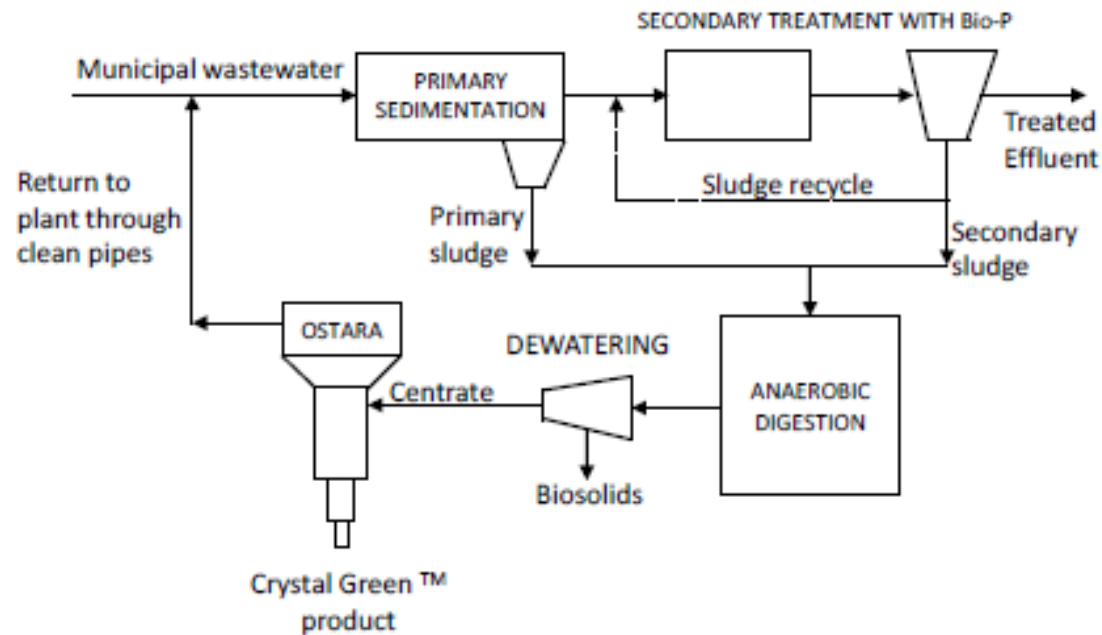 SECONDARY TREATMENT WITH Bio-P
Municipal wastewater
PRIMARY
SEDIMENTATION
Treated
Effluent
Return to
plant through
clean pipes
Sludge recycle
Primary
sludge
Secondary
sludge
OSTARA
DEWATERING
Centrate
ANAEROBIC
DIGESTION
Biosolids
Crystal Green ™
product